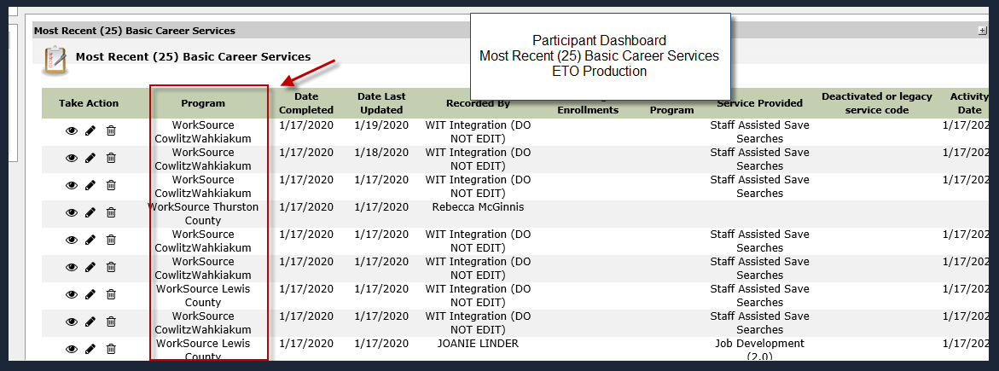 Most Recent (25) Basic Career Services
Participant Dashboard
Most Recent (25) Basic Career Services
ETO Production
Most Recent (25) Basic Career Services
Take Action Program Date Completed Date Last Updated Recorded By Enrollments Program Service Provided Deactivated or legacy service code Activity Date
WorkSource CowlitzWahkiakum 1/17/2020 1/19/2020 WIT Integration (DO NOT EDIT) Staff Assisted Save Searches 1/17/202
WorkSource CowlitzWahkiakum 1/17/2020 1/18/2020 WIT Integration (DO NOT EDIT) Staff Assisted Save Searches 1/17/202
WorkSource CowlitzWahkiakum 1/17/2020 1/17/2020 WIT Integration (DO NOT EDIT) Staff Assisted Save Searches 1/17/202
WorkSource Thurston County 1/17/2020 1/17/2020 Rebecca McGinnis
WorkSource CowlitzWahkiakum 1/17/2020 1/17/2020 WIT Integration (DO NOT EDIT) Staff Assisted Save Searches 1/17/202
WorkSource CowlitzWahkiakum 1/17/2020 1/17/2020 WIT Integration (DO NOT EDIT) Staff Assisted Save Searches 1/17/202
WorkSource Lewis County 1/17/2020 1/17/2020 WIT Integration (DO NOT EDIT) Staff Assisted Save Searches 1/17/202
WorkSource CowlitzWahkiakum 1/17/2020 1/17/2020 WIT Integration (DO NOT EDIT) Staff Assisted Save Searches 1/17/202
WorkSource Lewis County 1/17/2020 1/17/2020 JOANIE LINDER Job Development (2.0) 1/17/202